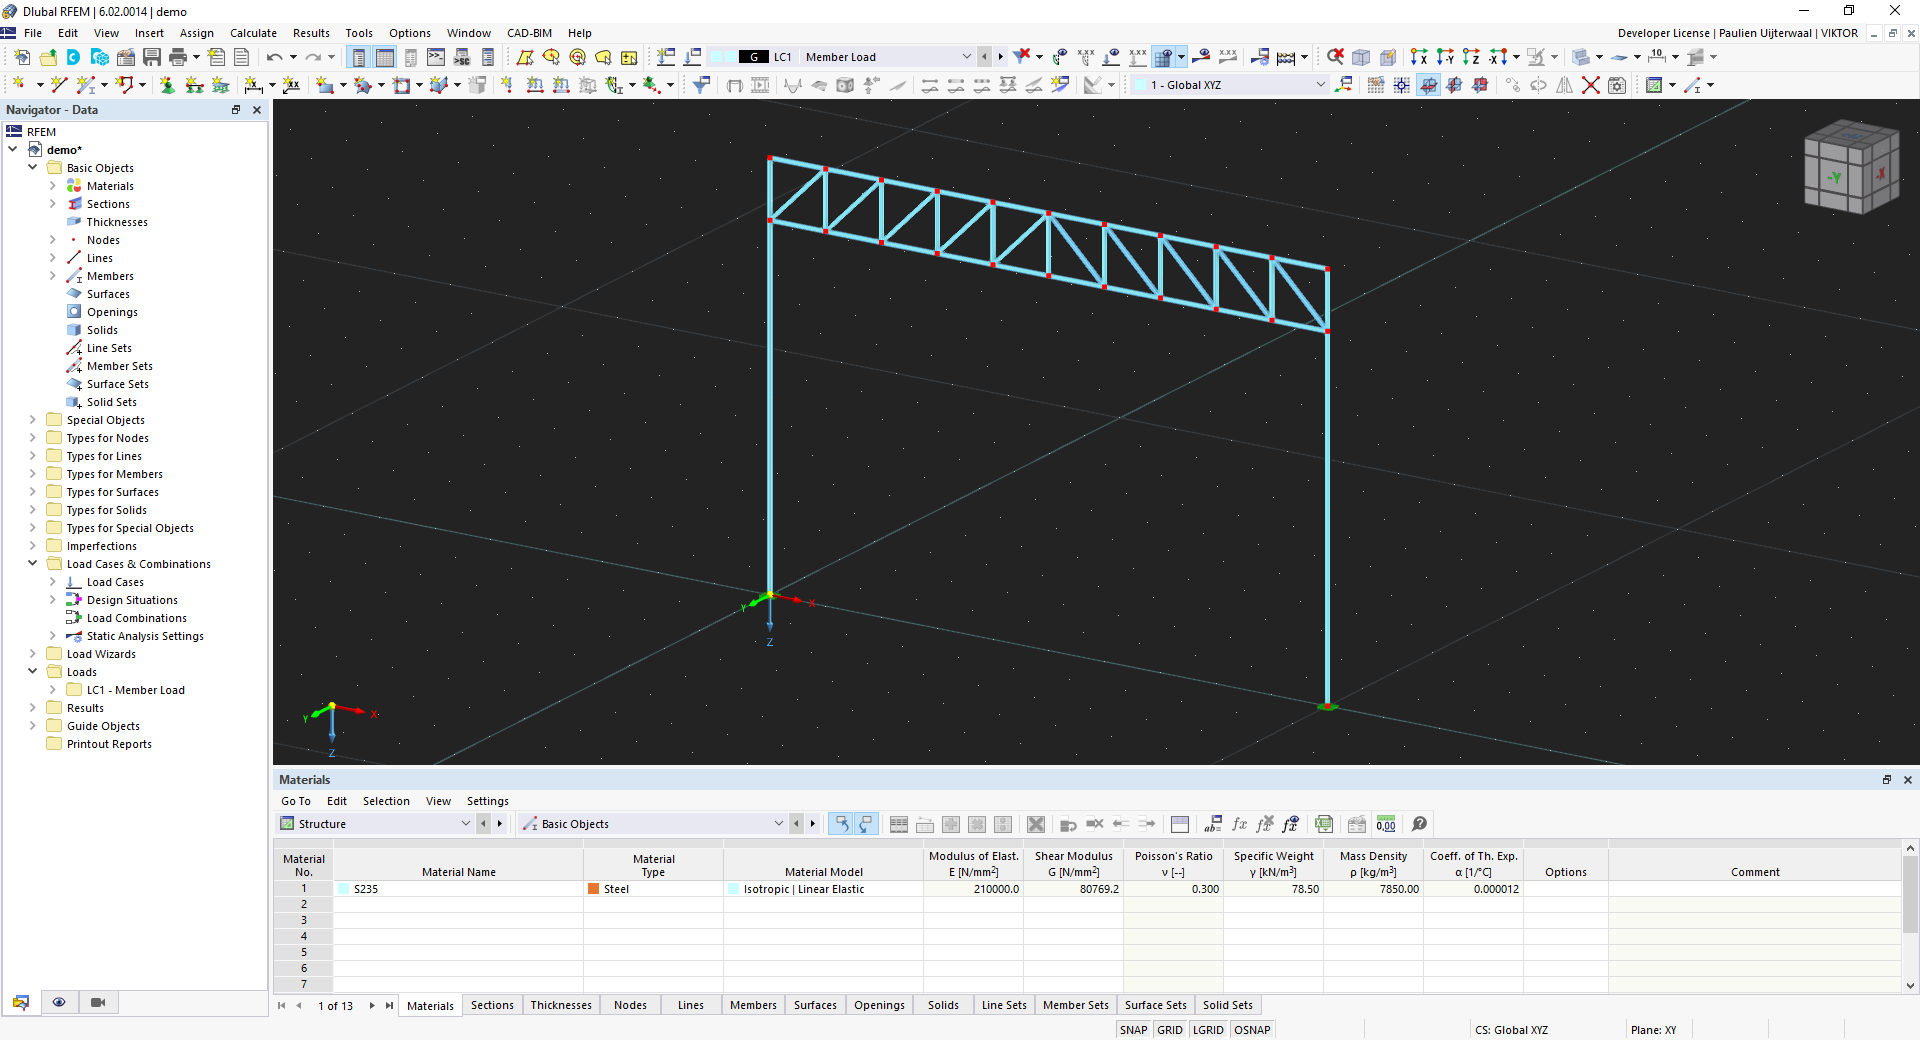 Dlubal RFEM | 6.02.0014 | demo
File Edit View Insert Assign Calculate Results Tools Options Window CAD-BIM Help
Developer License | Paulien Uijterwaal | VIKTOR
G LC1 Member Load
1 - Global XYZ
Navigator - Data
RFEM
demo*
Basic Objects
Materials
Sections
Thicknesses
Nodes
Lines
Members
Surfaces
Openings
Solids
Line Sets
Member Sets
Surface Sets
Solid Sets
Special Objects
Types for Nodes
Types for Lines
Types for Members
Types for Surfaces
Types for Solids
Types for Special Objects
Imperfections
Load Cases & Combinations
Load Cases
Design Situations
Load Combinations
Static Analysis Settings
Load Wizards
Loads
LC1 - Member Load
Results
Guide Objects
Printout Reports
-Y
-X
Y X
Z
Y X
Z
Materials
Go To Edit Selection View Settings
Structure
Basic Objects
Material No.
Material Name
Material Type
Material Model
Modulus of Elast. E [N/mm²]
Shear Modulus G [N/mm²]
Poisson's Ratio ν [--]
Specific Weight γ [kN/m³]
Mass Density ρ [kg/m³]
Coeff. of Th. Exp. α [1/°C]
Options
Comment
1 S235 Steel Isotropic | Linear Elastic 210000.0 80769.2 0.300 78.50 7850.00 0.000012
2
3
4
5
6
7
1 of 13
Materials Sections Thicknesses Nodes Lines Members Surfaces Openings Solids Line Sets Member Sets Surface Sets Solid Sets
SNAP GRID LGRID OSNAP
CS: Global XYZ
Plane: XY